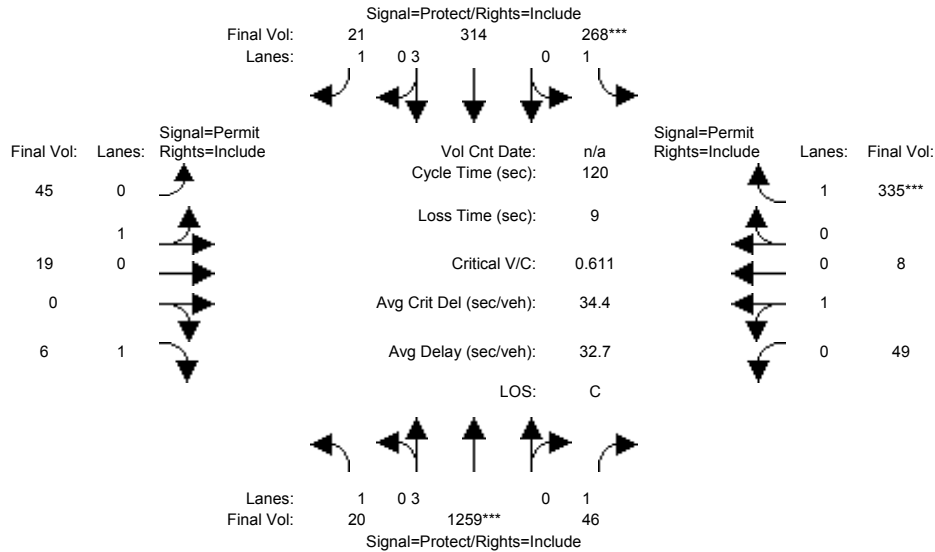 Signal=Protect/Rights=Include
Final Vol: 21 314 268***
Lanes: 1 0 3 0 1
Signal=Permit Signal=Permit
Final Vol: Lanes: Rights=Include Vol Cnt Date: n/a Rights=Include Lanes: Final Vol:
Cycle Time (sec): 120
45 0 1 335***
Loss Time (sec): 9
1 0
19 0 Critical V/C: 0.611 0 8
0 Avg Crit Del (sec/veh): 34.4 1
6 1 Avg Delay (sec/veh): 32.7 0 49
LOS: C
Lanes: 1 0 3 0 1
Final Vol: 20 1259*** 46
Signal=Protect/Rights=Include